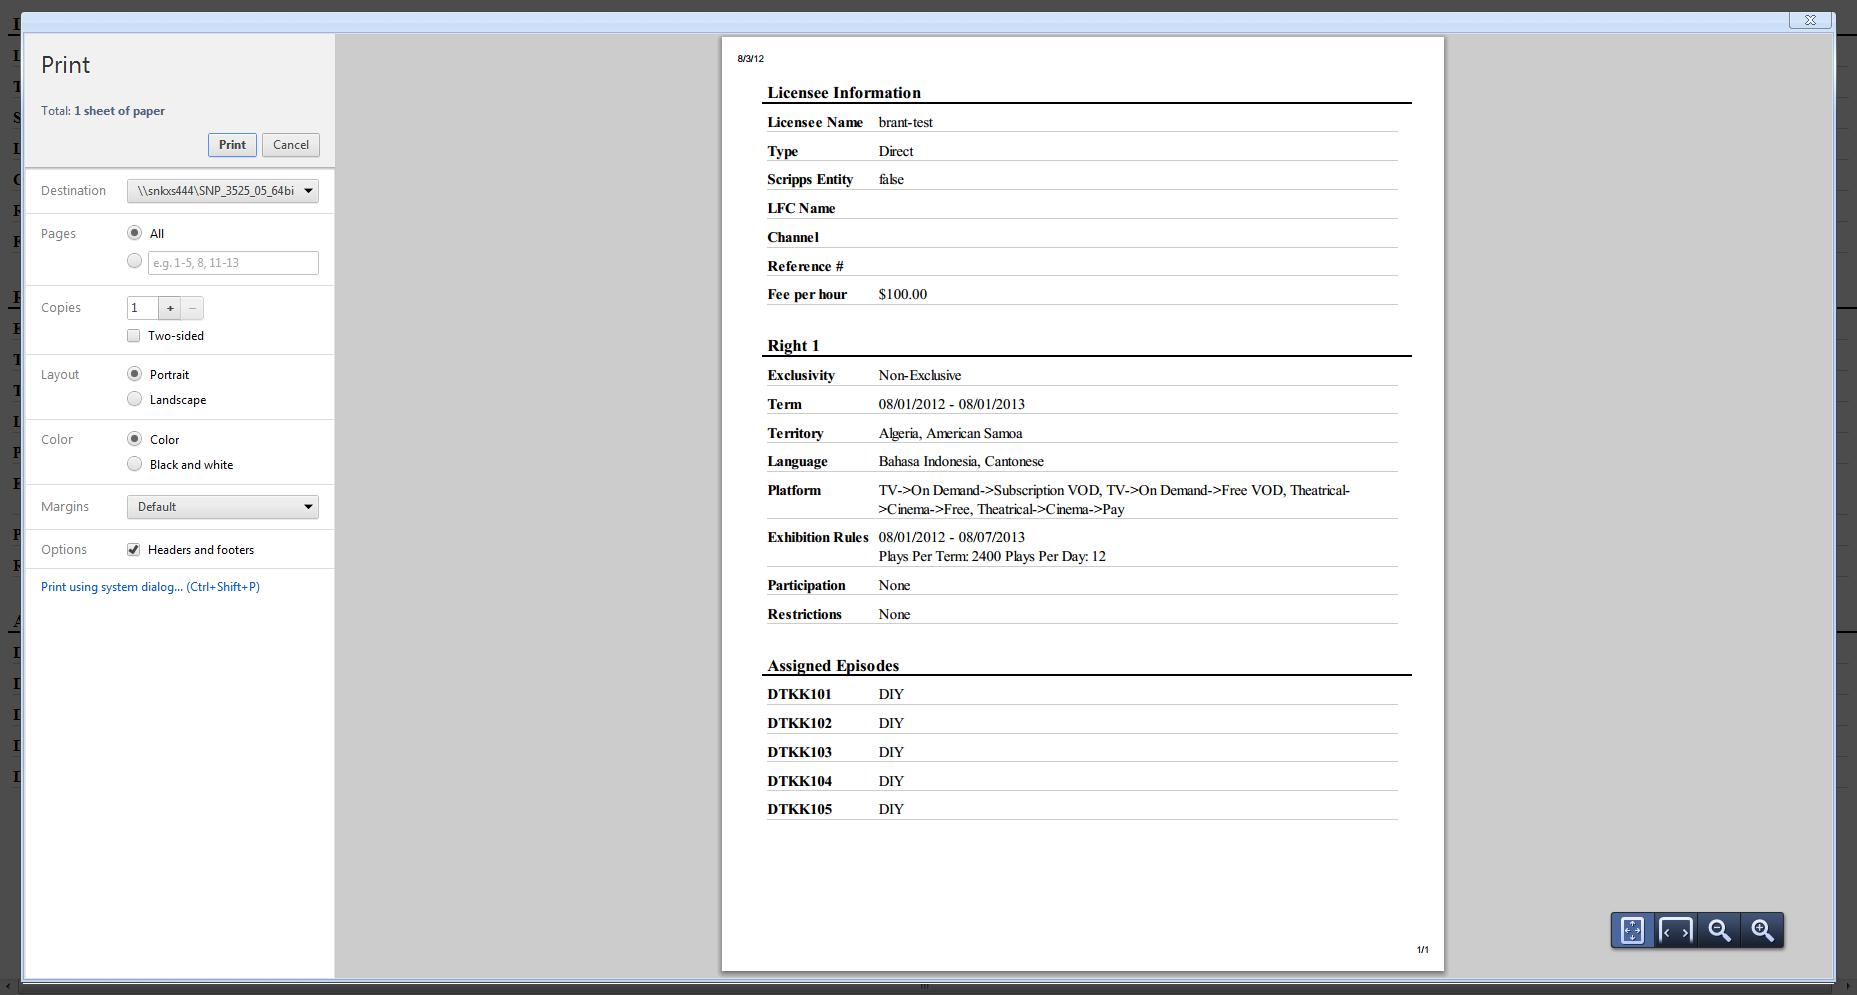 Print
Total: 1 sheet of paper
Print Cancel
Destination \\snkxs444\SNP_3525_05_64bi
Pages All
e.g. 1-5, 8, 11-13
Copies 1 + −
Two-sided
Layout Portrait
Landscape
Color Color
Black and white
Margins Default
Options Headers and footers
Print using system dialog... (Ctrl+Shift+P)
8/3/12
Licensee Information
Licensee Name brant-test
Type Direct
Scripps Entity false
LFC Name
Channel
Reference #
Fee per hour $100.00
Right 1
Exclusivity Non-Exclusive
Term 08/01/2012 - 08/01/2013
Territory Algeria, American Samoa
Language Bahasa Indonesia, Cantonese
Platform TV->On Demand->Subscription VOD, TV->On Demand->Free VOD, Theatrical-
>Cinema->Free, Theatrical->Cinema->Pay
Exhibition Rules 08/01/2012 - 08/07/2013
Plays Per Term: 2400 Plays Per Day: 12
Participation None
Restrictions None
Assigned Episodes
DTKK101 DIY
DTKK102 DIY
DTKK103 DIY
DTKK104 DIY
DTKK105 DIY
1/1